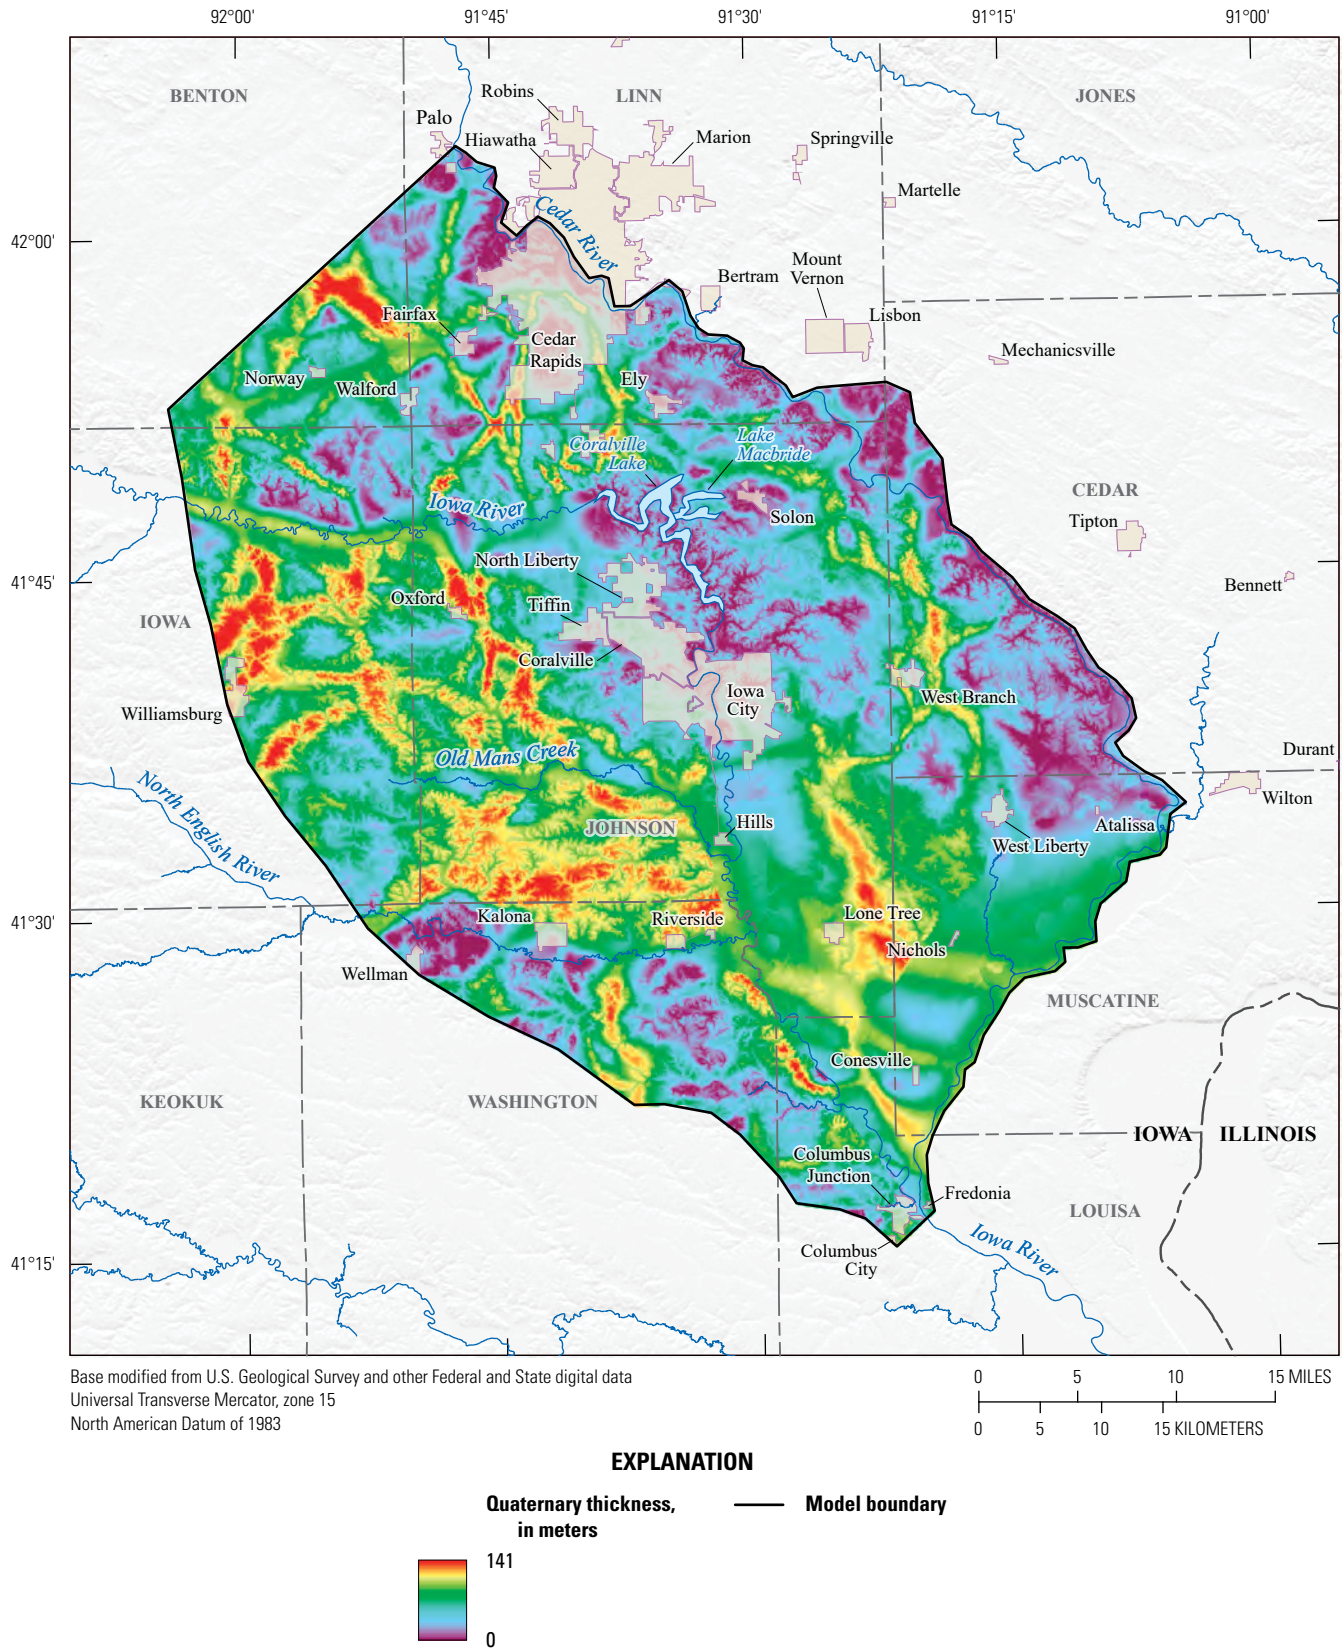 92°00'
91°45'
91°30'
91°15'
91°00'
BENTON
LINN
JONES
Robins
Palo
Hiawatha
Marion
Springville
Martelle
Cedar River
42°00'
Mount
Vernon
Bertram
Lisbon
Fairfax
Cedar
Rapids
Mechanicsville
Norway
Walford
Ely
Coralville
Lake
Lake
Macbride
CEDAR
Iowa River
Solon
Tipton
North Liberty
41°45'
Bennett
Oxford
Tiffin
IOWA
Coralville
Iowa
City
West Branch
Williamsburg
Old Mans Creek
Durant
North English River
Wilton
JOHNSON
Hills
Atalissa
West Liberty
41°30'
Kalona
Riverside
Lone Tree
Nichols
Wellman
MUSCATINE
Conesville
KEOKUK
WASHINGTON
IOWA
ILLINOIS
Columbus
Junction
Fredonia
LOUISA
Columbus
City
Iowa River
41°15'
Base modified from U.S. Geological Survey and other Federal and State digital data
Universal Transverse Mercator, zone 15
North American Datum of 1983
0 5 10 15 MILES
0 5 10 15 KILOMETERS
EXPLANATION
Quaternary thickness,
in meters
Model boundary
141
0